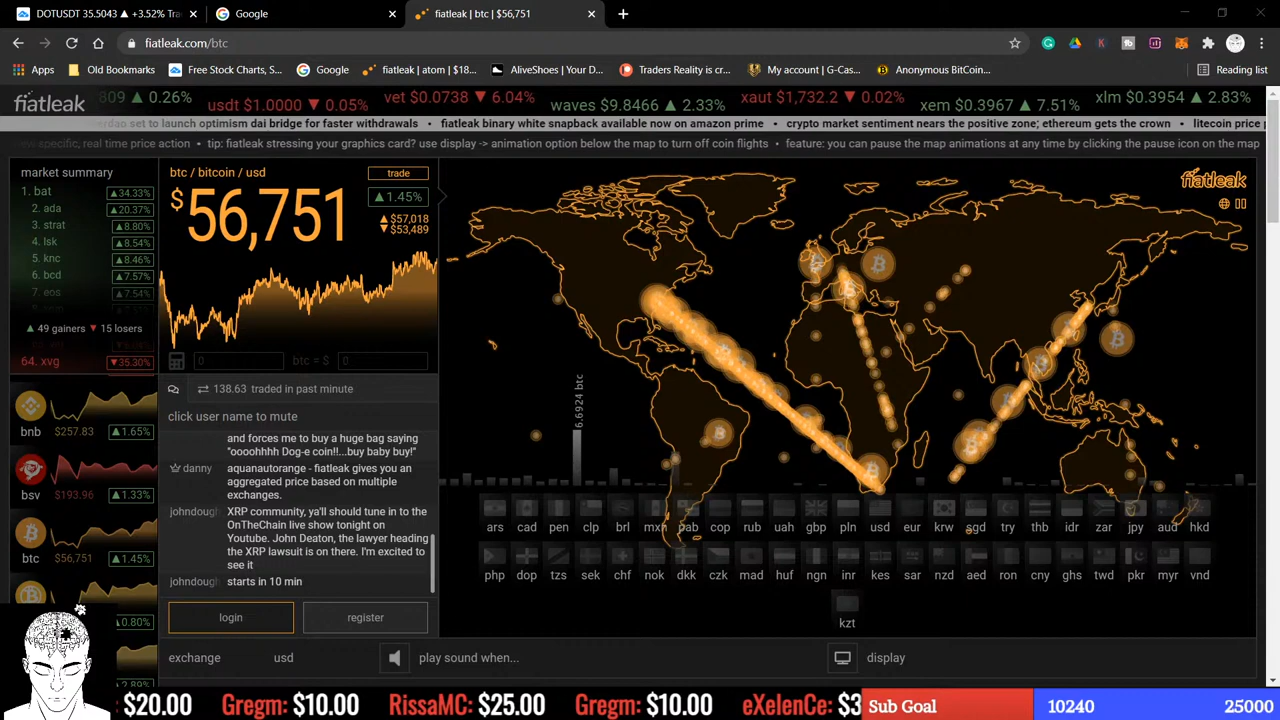 DOTUSDT 35.5043 ▲ +3.52% Tra
Google
fiatleak | btc | $56,751
fiatleak.com/btc
Apps
Old Bookmarks
Free Stock Charts, S...
Google
fiatleak | atom | $18...
AliveShoes | Your D...
Traders Reality is cr...
My account | G-Cas...
Anonymous BitCoin...
Reading list
fiatleak
809 ▲ 0.26% usdt $1.0000 ▼ 0.05% vet $0.0738 ▼ 6.04% waves $9.8466 ▲ 2.33% xaut $1,732.2 ▼ 0.02% xem $0.3967 ▲ 7.51% xlm $0.3954 ▲ 2.83%
erdao set to launch optimism dai bridge for faster withdrawals • fiatleak binary white snapback available now on amazon prime • crypto market sentiment nears the positive zone; ethereum gets the crown • litecoin price p
ew specific, real time price action • tip: fiatleak stressing your graphics card? use display -> animation option below the map to turn off coin flights • feature: you can pause the map animations at any time by clicking the pause icon on the map
market summary
1. bat ▲34.33%
2. ada ▲20.37%
3. strat ▲8.80%
4. lsk ▲8.54%
5. knc ▲8.46%
6. bcd ▲7.57%
7. eos ▲7.54%
▲ 49 gainers ▼ 15 losers
64. xvg ▼35.30%
bnb $257.83 ▲1.65%
bsv $193.96 ▲1.33%
btc $56,751 ▲1.45%
0.80%
2.89%
btc / bitcoin / usd
trade
$56,751
▲1.45%
▲$57,018
▼$53,489
0 btc = $ 0
138.63 traded in past minute
click user name to mute
and forces me to buy a huge bag saying
"ooohhhh Dog-e coin!!...buy baby buy!"
danny aquanautorange - fiatleak gives you an
aggregated price based on multiple
exchanges.
johndough XRP community, ya'll should tune in to the
OnTheChain live show tonight on
Youtube. John Deaton, the lawyer heading
the XRP lawsuit is on there. I'm excited to
see it
johndough starts in 10 min
login
register
exchange
usd
play sound when...
display
fiatleak
6.6924 btc
ars cad pen clp brl mxn pab cop rub uah gbp pln usd eur krw sgd try thb idr zar jpy aud hkd
php dop tzs sek chf nok dkk czk mad huf ngn inr kes sar nzd aed ron cny ghs twd pkr myr vnd
kzt
$20.00 Gregm: $10.00 RissaMC: $25.00 Gregm: $10.00 eXelenCe: $3
Sub Goal
10240
25000